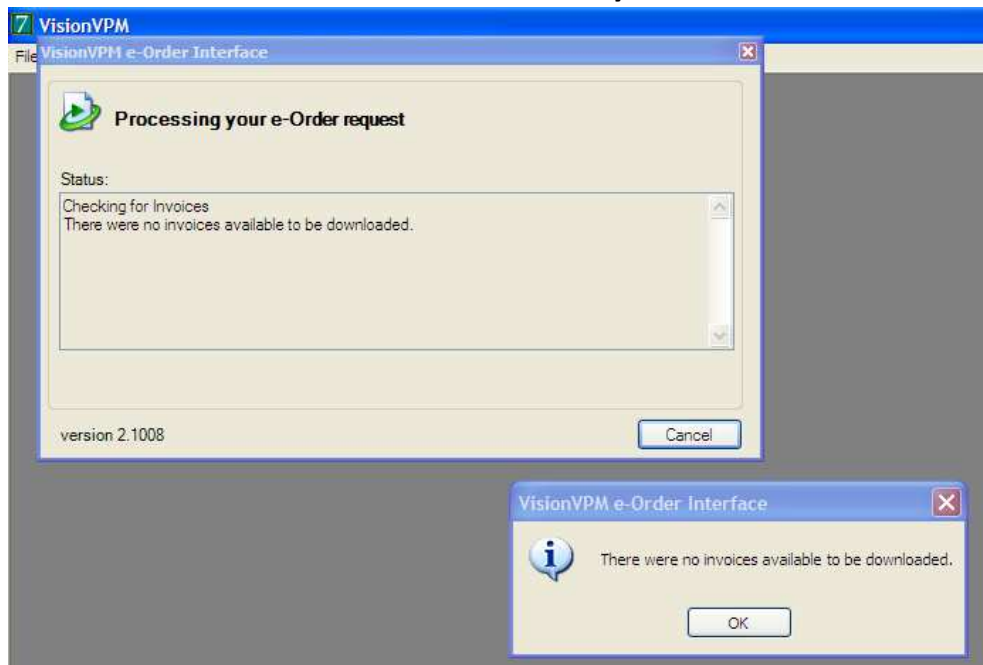 7 VisionVPM
File
VisionVPM e-Order Interface
Processing your e-Order request
Status:
Checking for Invoices
There were no invoices available to be downloaded.
version 2.1008
Cancel
VisionVPM e-Order Interface
There were no invoices available to be downloaded.
OK